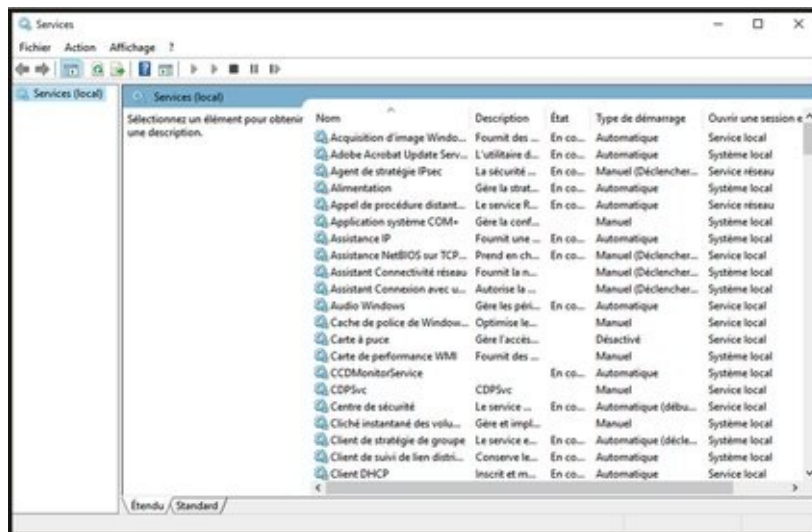 Services
Fichier Action Affichage ?
Services (local)
Services (local)
Sélectionnez un élément pour obtenir
une description.
Nom Description État Type de démarrage Ouvrir une session e
Acquisition d'image Windo... Fournit des ... En co... Automatique Service local
Adobe Acrobat Update Serv... L'utilitaire d... En co... Automatique Système local
Agent de stratégie IPsec La sécurité ... En co... Manuel (Déclencher... Service réseau
Alimentation Gère la strat... En co... Automatique Système local
Appel de procédure distant... Le service R... En co... Automatique Service réseau
Application système COM+ Gère la conf... Manuel Système local
Assistance IP Fournit une ... En co... Automatique Système local
Assistance NetBIOS sur TCP... Prend en ch... En co... Manuel (Déclencher... Service local
Assistant Connectivité réseau Fournit la n... Manuel (Déclencher... Système local
Assistant Connexion avec u... Autorise la ... Manuel (Déclencher... Système local
Audio Windows Gère les péri... En co... Automatique Service local
Cache de police de Window... Optimise le... Manuel Service local
Carte à puce Gère l'accès... Désactivé Service local
Carte de performance WMI Fournit des ... Manuel Système local
CCDMonitorService En co... Automatique Système local
CDPSvc CDPSvc Manuel Service local
Centre de sécurité Le service ... En co... Automatique (débu... Service local
Cliché instantané des volu... Gère et impl... Manuel Système local
Client de stratégie de groupe Le service e... En co... Automatique (décle... Système local
Client de suivi de lien distri... Conserve le... En co... Automatique Système local
Client DHCP Inscrit et m... En co... Automatique Service local
Étendu Standard